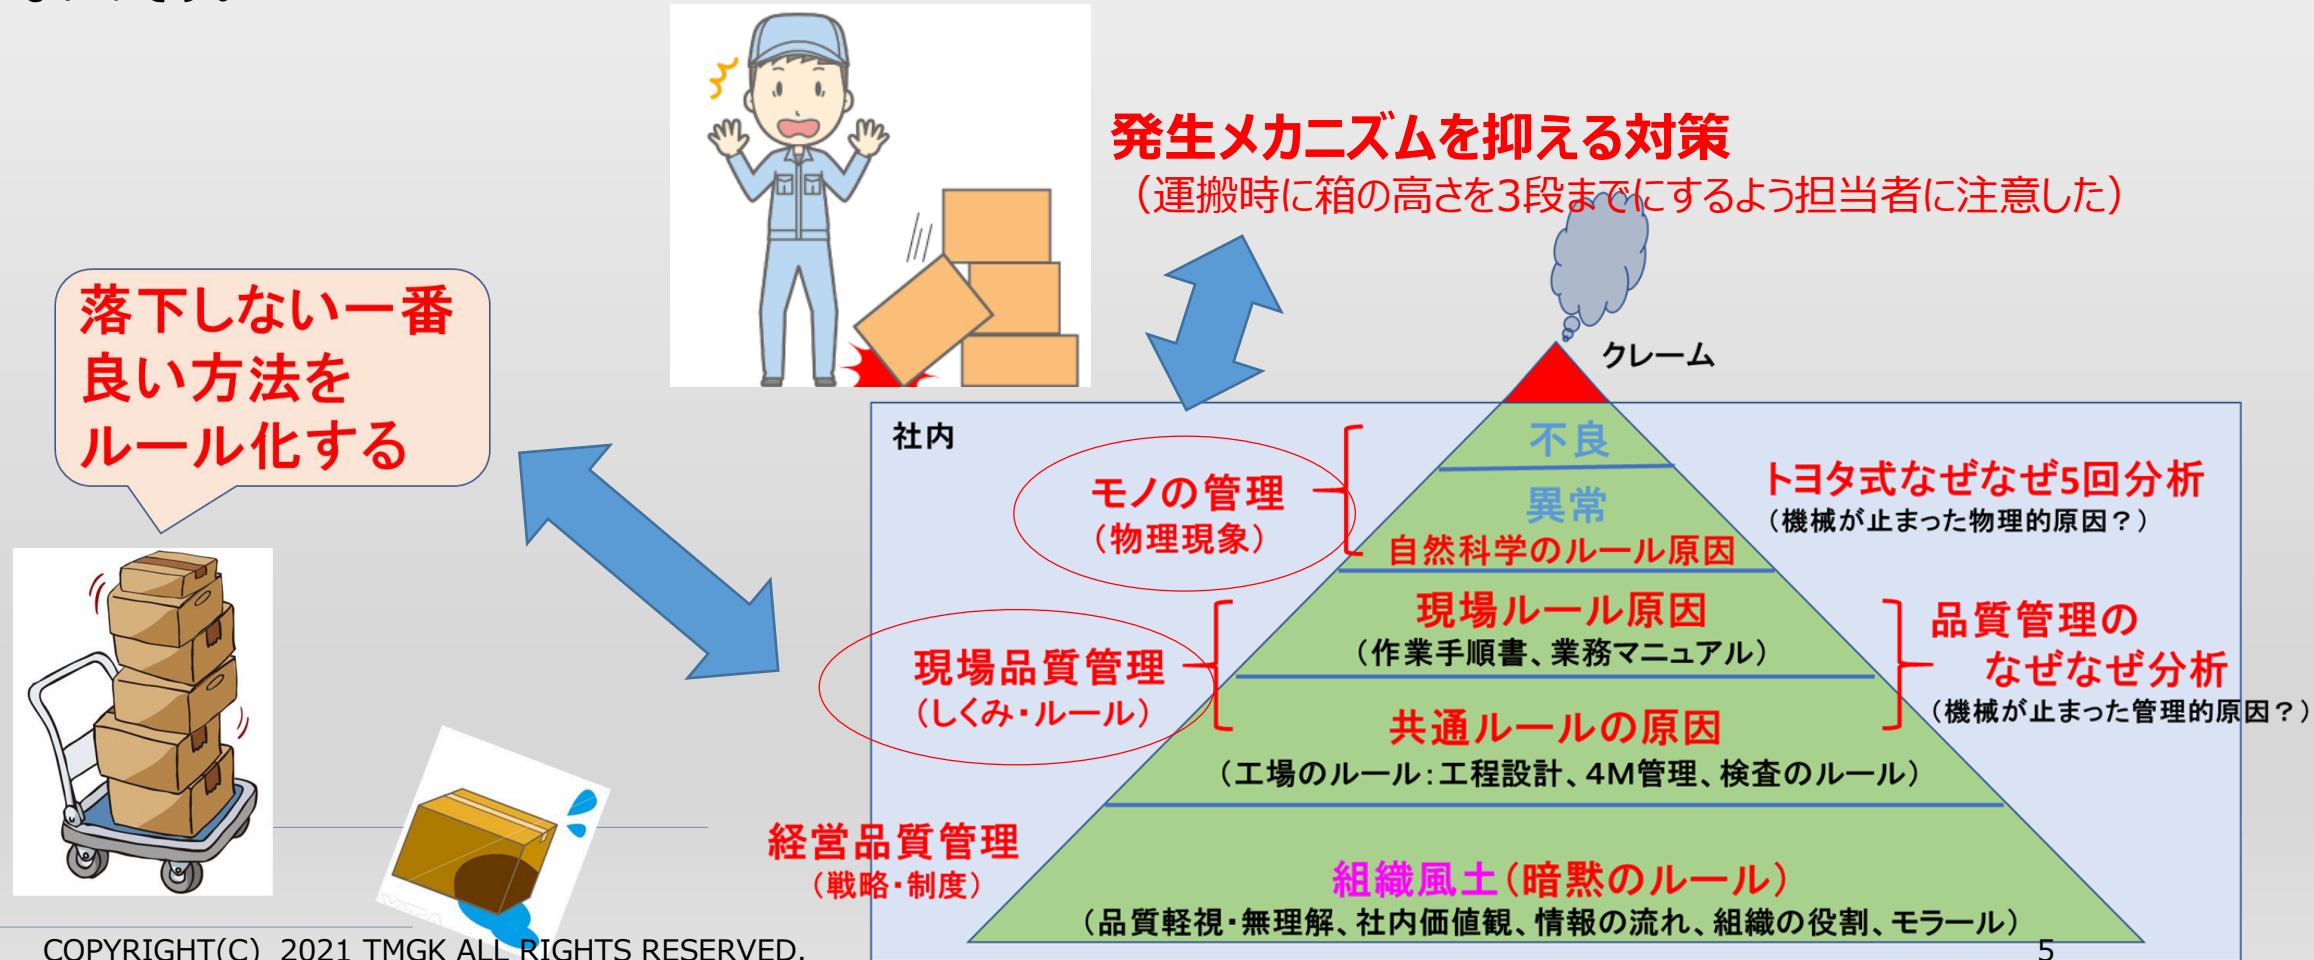 発生メカニズムを抑える対策
（運搬時に箱の高さを3段までにするよう担当者に注意した）
落下しない一番
良い方法を
ルール化する
クレーム
社内
不良
異常
自然科学のルール原因
モノの管理
（物理現象）
トヨタ式なぜなぜ5回分析
（機械が止まった物理的原因？）
現場ルール原因
（作業手順書、業務マニュアル）
現場品質管理
（しくみ・ルール）
品質管理の
なぜなぜ分析
（機械が止まった管理的原因？）
共通ルールの原因
（工場のルール：工程設計、4M管理、検査のルール）
経営品質管理
（戦略・制度）
組織風土（暗黙のルール）
（品質軽視・無理解、社内価値観、情報の流れ、組織の役割、モラール）
COPYRIGHT(C) 2021 TMGK ALL RIGHTS RESERVED.
5